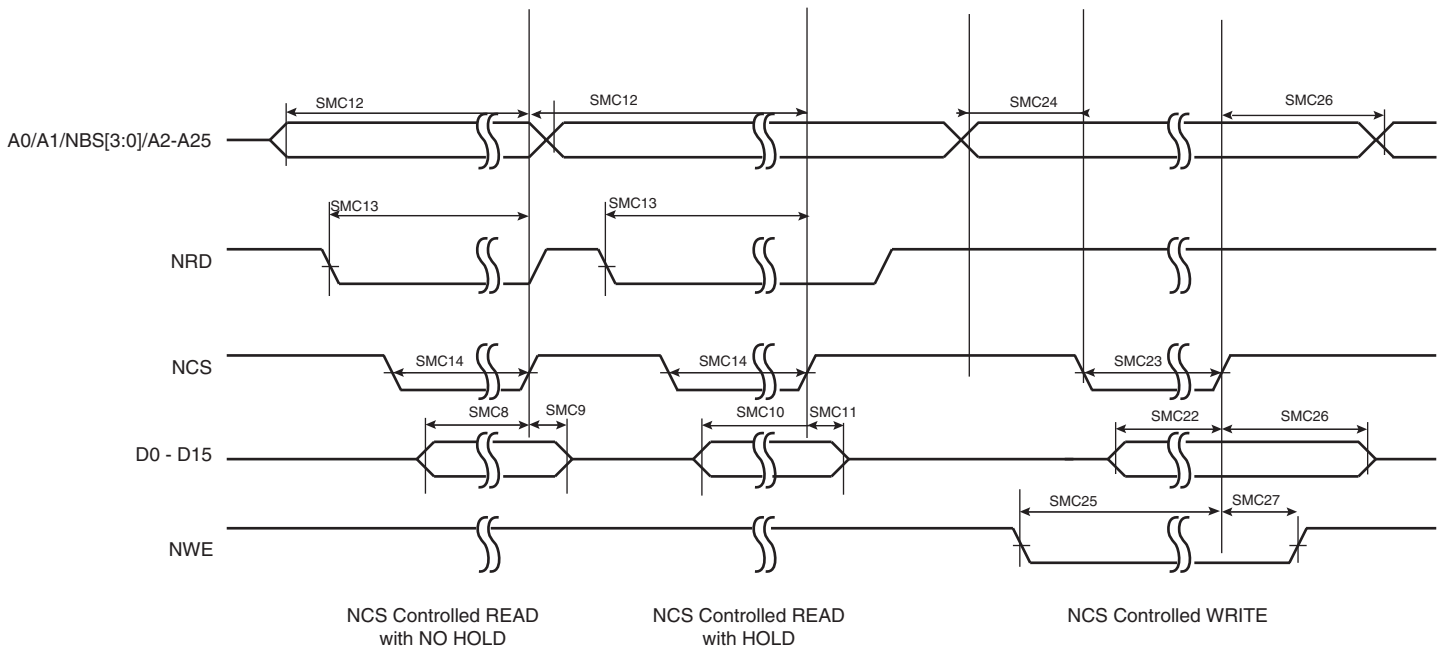 SMC12
SMC12
SMC24
SMC26
A0/A1/NBS[3:0]/A2-A25
SMC13
SMC13
NRD
NCS
SMC14
SMC14
SMC23
SMC8
SMC9
SMC10
SMC11
SMC22
SMC26
D0 - D15
SMC25
SMC27
NWE
NCS Controlled READ
with NO HOLD
NCS Controlled READ
with HOLD
NCS Controlled WRITE